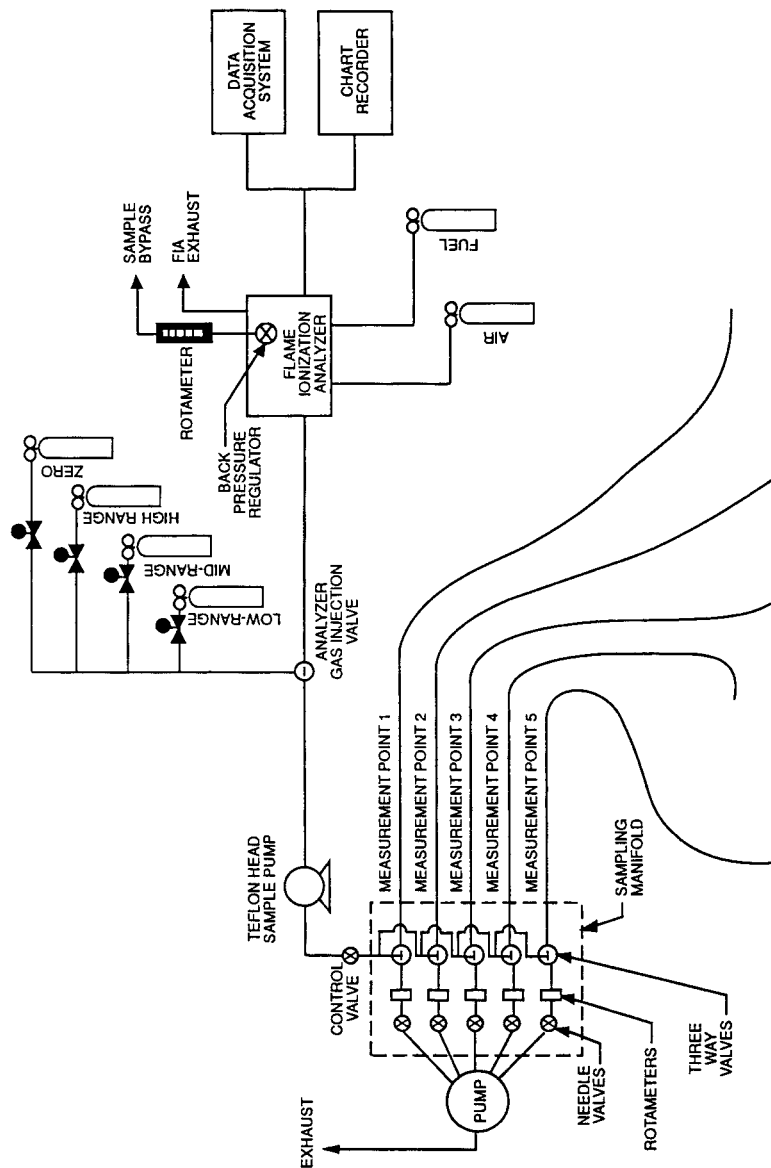 DATA
ACQUISITION
SYSTEM
CHART
RECORDER
SAMPLE
BYPASS
FIA
EXHAUST
ROTAMETER
BACK
PRESSURE
REGULATOR
FLAME
IONIZATION
ANALYZER
FUEL
AIR
ZERO
HIGH RANGE
MID-RANGE
LOW-RANGE
ANALYZER
GAS INJECTION
VALVE
TEFLON HEAD
SAMPLE PUMP
CONTROL
VALVE
MEASUREMENT POINT 1
MEASUREMENT POINT 2
MEASUREMENT POINT 3
MEASUREMENT POINT 4
MEASUREMENT POINT 5
SAMPLING
MANIFOLD
THREE
WAY
VALVES
ROTAMETERS
NEEDLE
VALVES
PUMP
EXHAUST